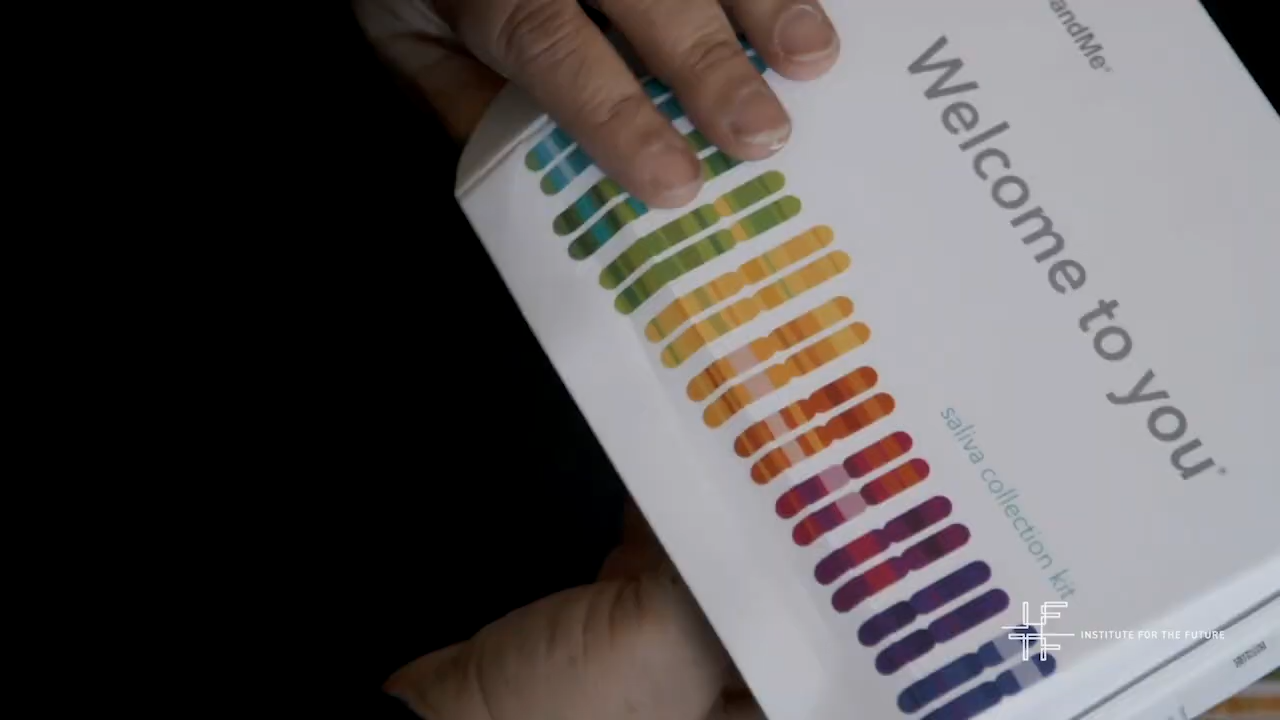 andMe®
Welcome to you®
saliva collection kit
INSTITUTE FOR THE FUTURE